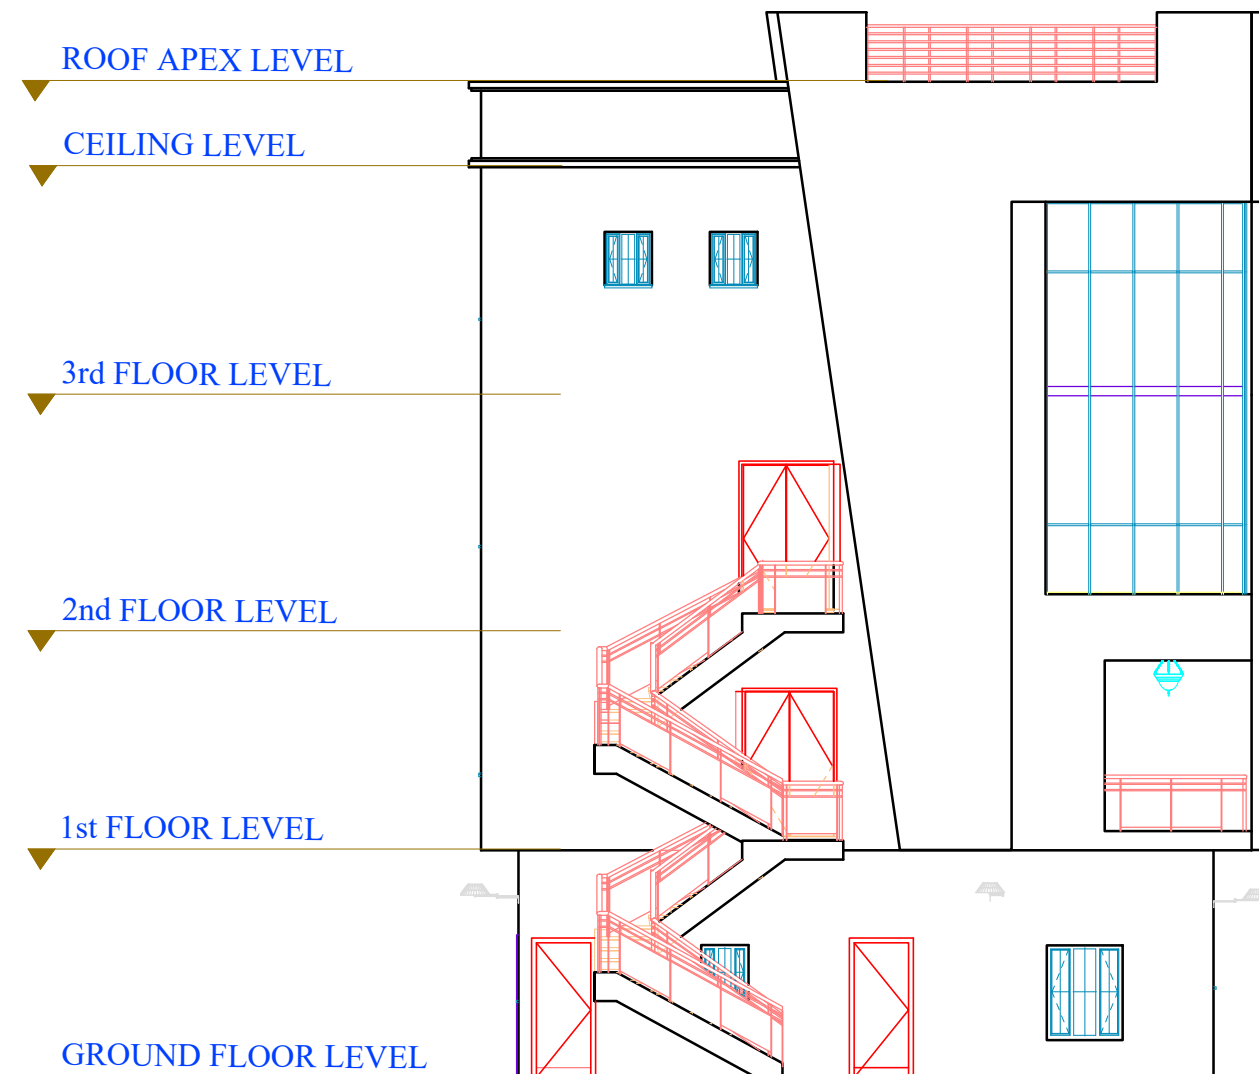 ROOF APEX LEVEL
CEILING LEVEL
3rd FLOOR LEVEL
2nd FLOOR LEVEL
1st FLOOR LEVEL
GROUND FLOOR LEVEL